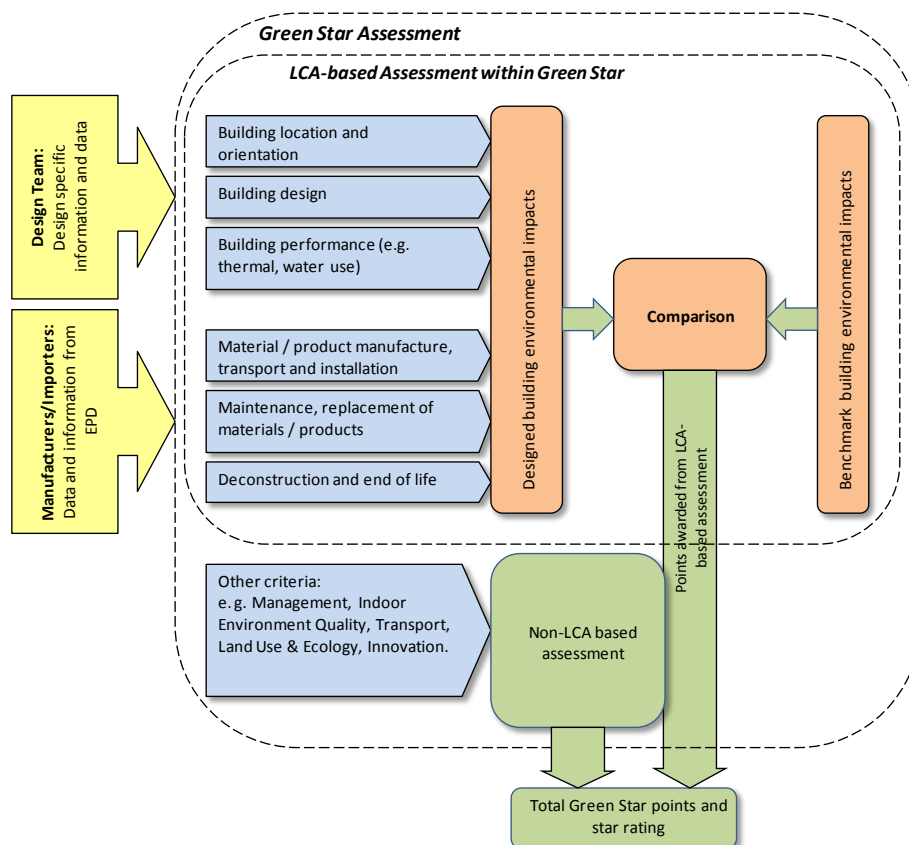 Green Star Assessment
LCA-based Assessment within Green Star
Design Team:
Design specific
information and data
Manufacturers/Importers:
Data and information from
EPD
Building location and
orientation
Building design
Building performance (e.g.
thermal, water use)
Material / product manufacture,
transport and installation
Maintenance, replacement of
materials / products
Deconstruction and end of life
Designed building environmental impacts
Comparison
Benchmark building environmental impacts
Points awarded from LCA-
based assessment
Other criteria:
e.g. Management, Indoor
Environment Quality, Transport,
Land Use & Ecology, Innovation.
Non-LCA based
assessment
Total Green Star points and
star rating